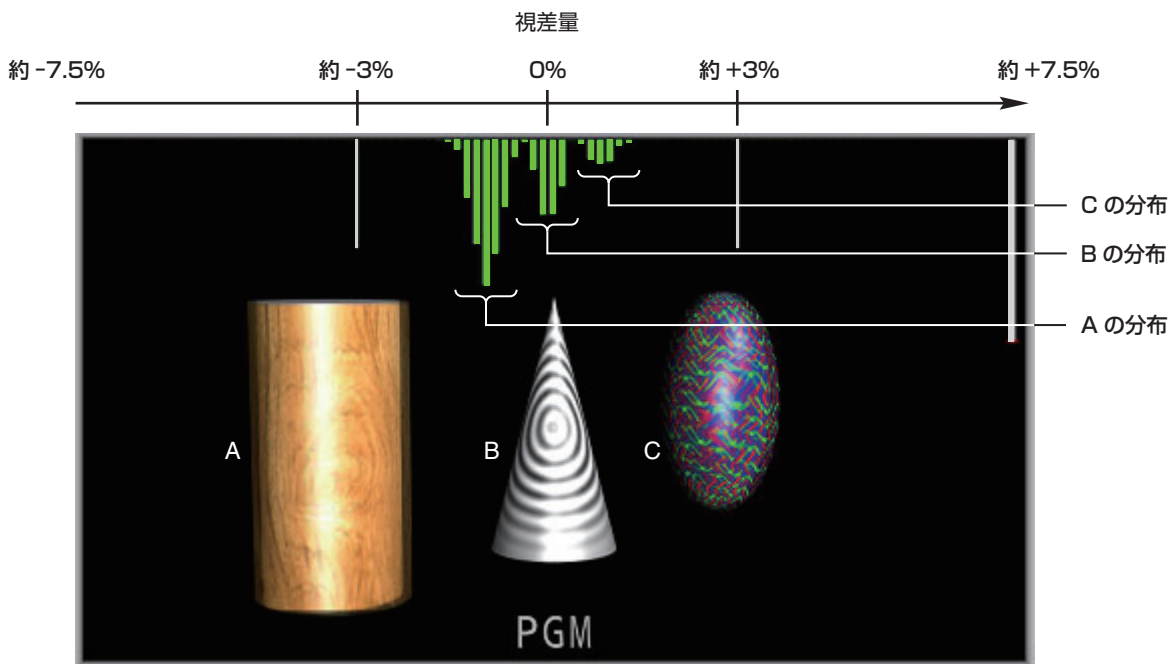 視差量
約 -7.5% 約 -3% 0% 約 +3% 約 +7.5%
C の分布
B の分布
A の分布
A B C
PGM